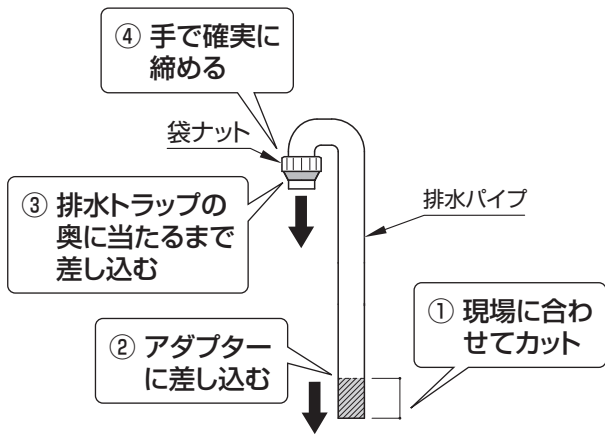 ④ 手で確実に
締める
袋ナット
③ 排水トラップの
奥に当たるまで
差し込む
排水パイプ
① 現場に合わ
せてカット
② アダプター
に差し込む